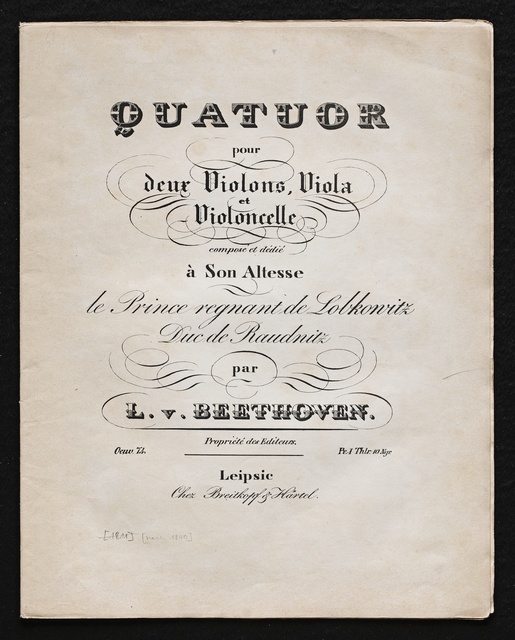 QUATUOR
pour
deux Violons, Viola
et
Violoncelle
composé et dédié
à Son Altesse
le Prince regnant de Lobkowitz
Duc de Raudnitz
par
L. v. BEETHOVEN.
Propriété des Editeurs.
Oeuv. 74. Pr. 1 Thlr. 10 Ngr
Leipsic
Chez Breitkopf & Härtel.